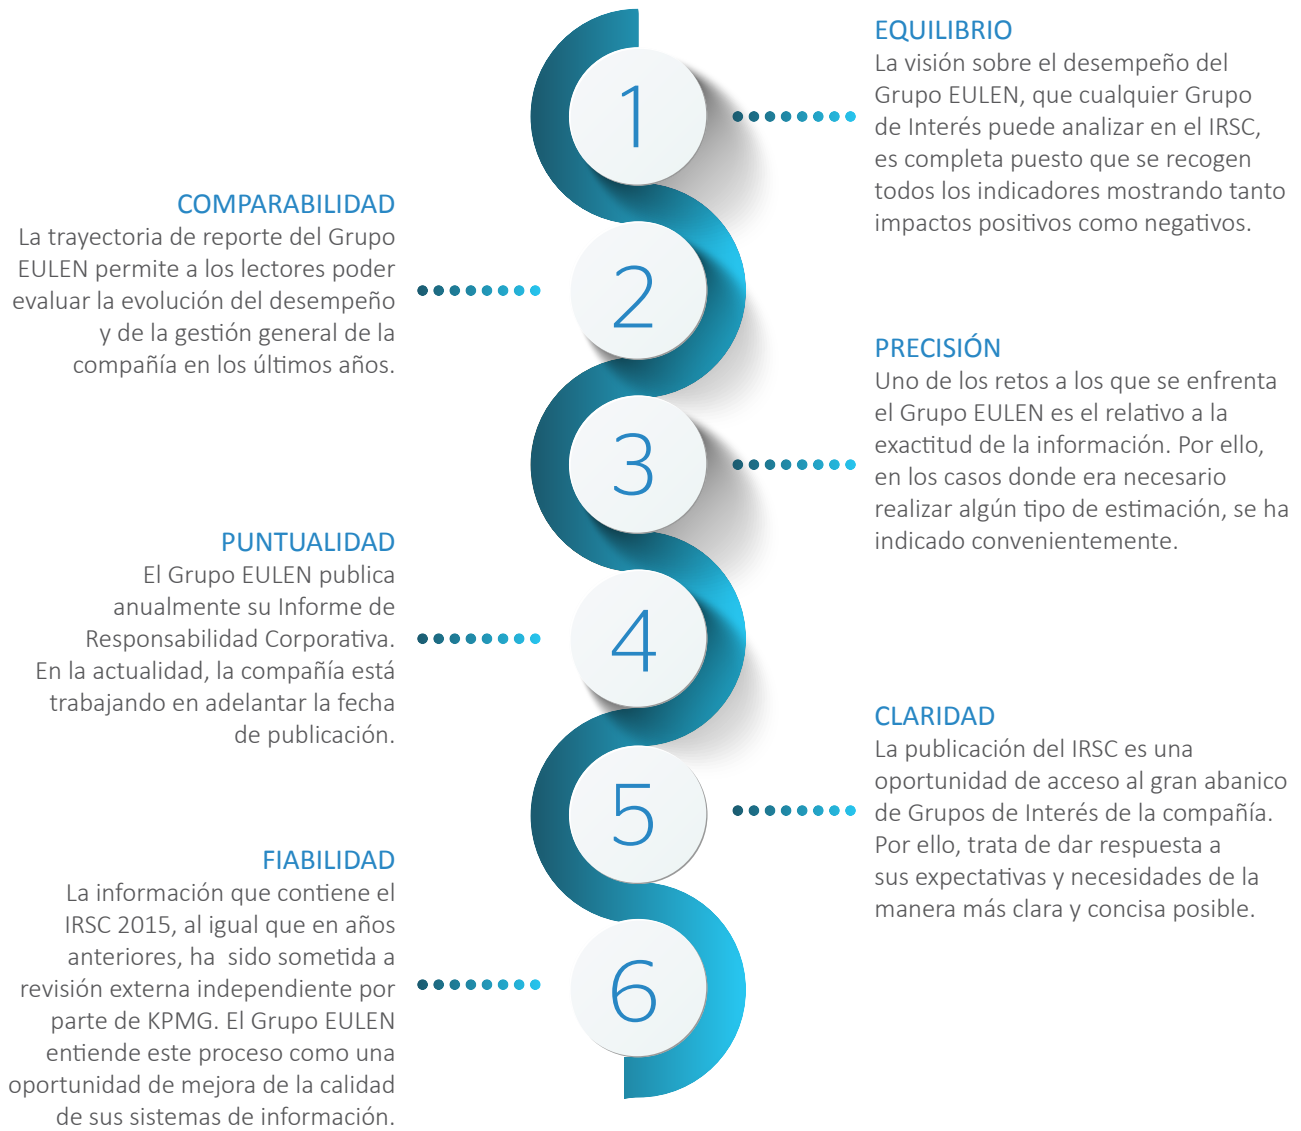 1
EQUILIBRIO
La visión sobre el desempeño del
Grupo EULEN, que cualquier Grupo
de Interés puede analizar en el IRSC,
es completa puesto que se recogen
todos los indicadores mostrando tanto
impactos positivos como negativos.
2
COMPARABILIDAD
La trayectoria de reporte del Grupo
EULEN permite a los lectores poder
evaluar la evolución del desempeño
y de la gestión general de la
compañía en los últimos años.
3
PRECISIÓN
Uno de los retos a los que se enfrenta
el Grupo EULEN es el relativo a la
exactitud de la información. Por ello,
en los casos donde era necesario
realizar algún tipo de estimación, se ha
indicado convenientemente.
4
PUNTUALIDAD
El Grupo EULEN publica
anualmente su Informe de
Responsabilidad Corporativa.
En la actualidad, la compañía está
trabajando en adelantar la fecha
de publicación.
5
CLARIDAD
La publicación del IRSC es una
oportunidad de acceso al gran abanico
de Grupos de Interés de la compañía.
Por ello, trata de dar respuesta a
sus expectativas y necesidades de la
manera más clara y concisa posible.
6
FIABILIDAD
La información que contiene el
IRSC 2015, al igual que en años
anteriores, ha  sido sometida a
revisión externa independiente por
parte de KPMG. El Grupo EULEN
entiende este proceso como una
oportunidad de mejora de la calidad
de sus sistemas de información.